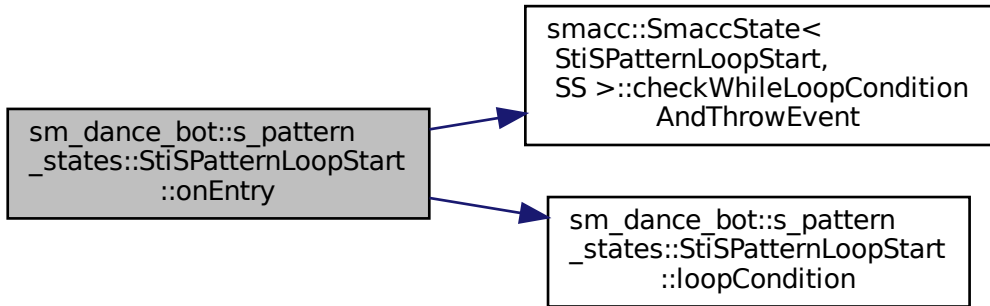 sm_dance_bot::s_pattern
_states::StiSPatternLoopStart
::onEntry
smacc::SmaccState<
StiSPatternLoopStart,
SS >::checkWhileLoopCondition
AndThrowEvent
sm_dance_bot::s_pattern
_states::StiSPatternLoopStart
::loopCondition